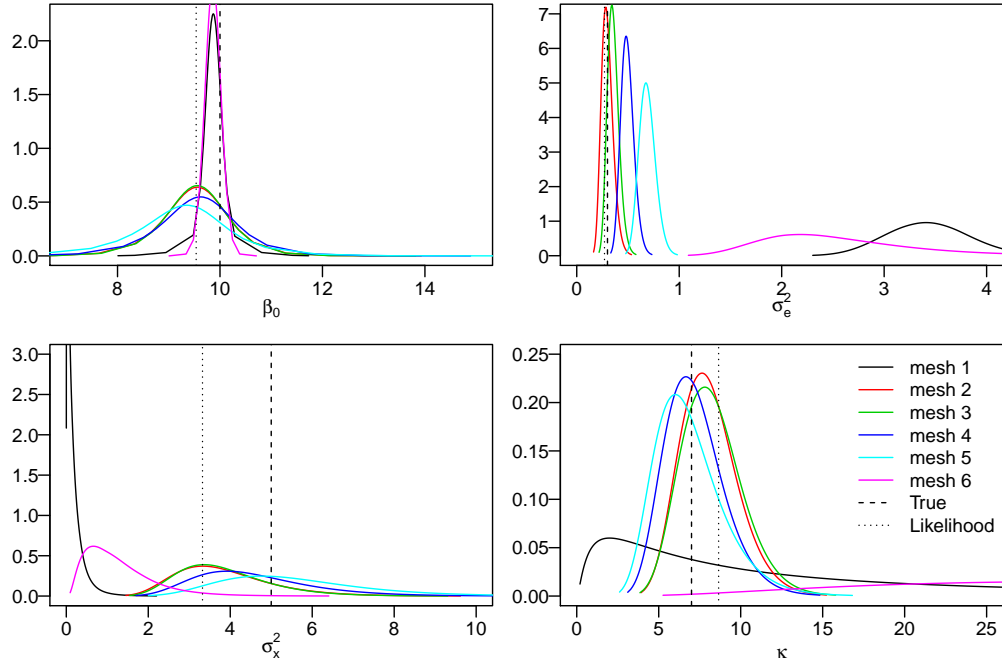 2.0
1.5
1.0
0.5
0.0
8 10 12 14
β0
7
6
5
4
3
2
1
0
0 1 2 3 4
σe2
3.0
2.5
2.0
1.5
1.0
0.5
0.0
0 2 4 6 8 10
σx2
0.25
0.20
0.15
0.10
0.05
0.00
0 5 10 15 20 25
κ
mesh 1
mesh 2
mesh 3
mesh 4
mesh 5
mesh 6
True
Likelihood